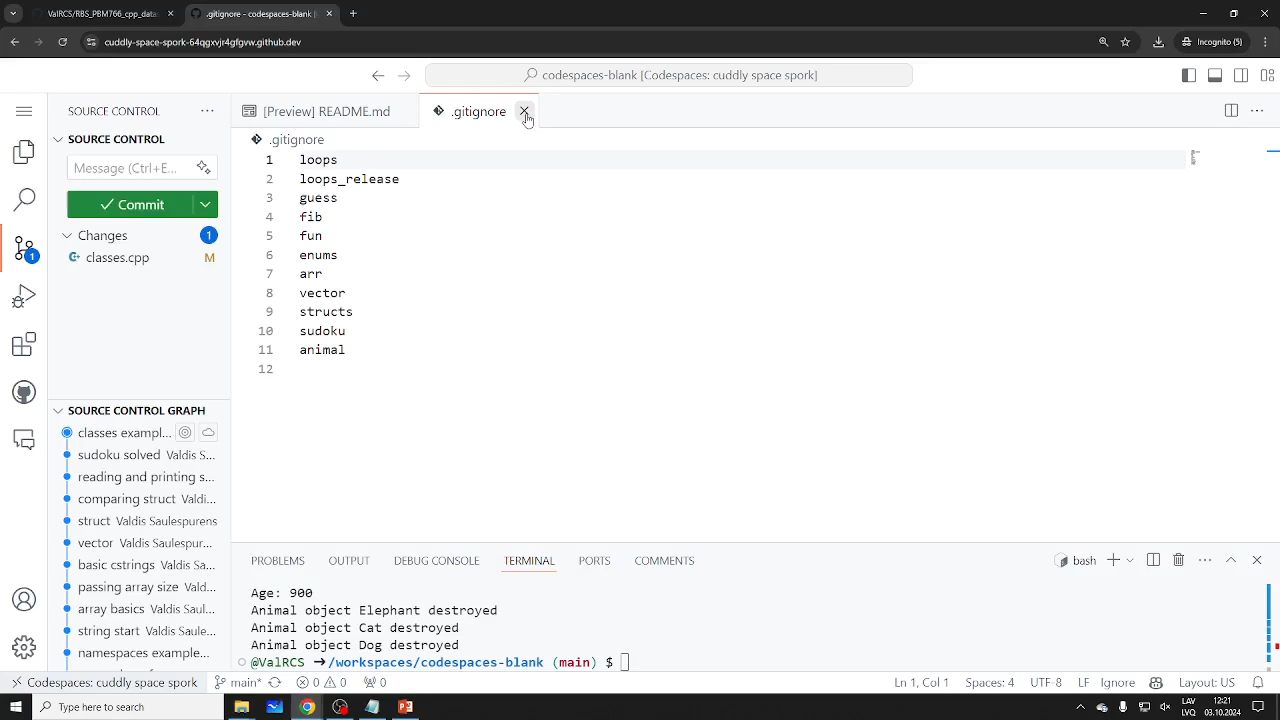 ValRCS/RBS_PM766_cpp_data
.gitignore - codespaces-blank [
cuddly-space-spork-64qgxvjr4gfgvw.github.dev
Incognito (5)
codespaces-blank [Codespaces: cuddly space spork]
SOURCE CONTROL
[Preview] README.md
.gitignore
SOURCE CONTROL
.gitignore
Message (Ctrl+E...
Commit
Changes
1
classes.cpp
M
1
1 loops
2 loops_release
3 guess
4 fib
5 fun
6 enums
7 arr
8 vector
9 structs
10 sudoku
11 animal
12
SOURCE CONTROL GRAPH
classes exampl...
sudoku solved Valdis S...
reading and printing s...
comparing struct Valdi...
struct Valdis Saulespurens
vector Valdis Saulespur...
basic cstrings Valdis Sa...
passing array size Vald...
array basics Valdis Saul...
string start Valdis Saule...
namespaces example...
PROBLEMS
OUTPUT
DEBUG CONSOLE
TERMINAL
PORTS
COMMENTS
bash
Age: 900
Animal object Elephant destroyed
Animal object Cat destroyed
Animal object Dog destroyed
@ValRCS ➜/workspaces/codespaces-blank (main) $
Codespaces: cuddly space spork
main*
0
0
0
Ln 1, Col 1
Spaces: 4
UTF-8
LF
Ignore
Layout: US
Type here to search
LAV
LVO
12:21
03.10.2024